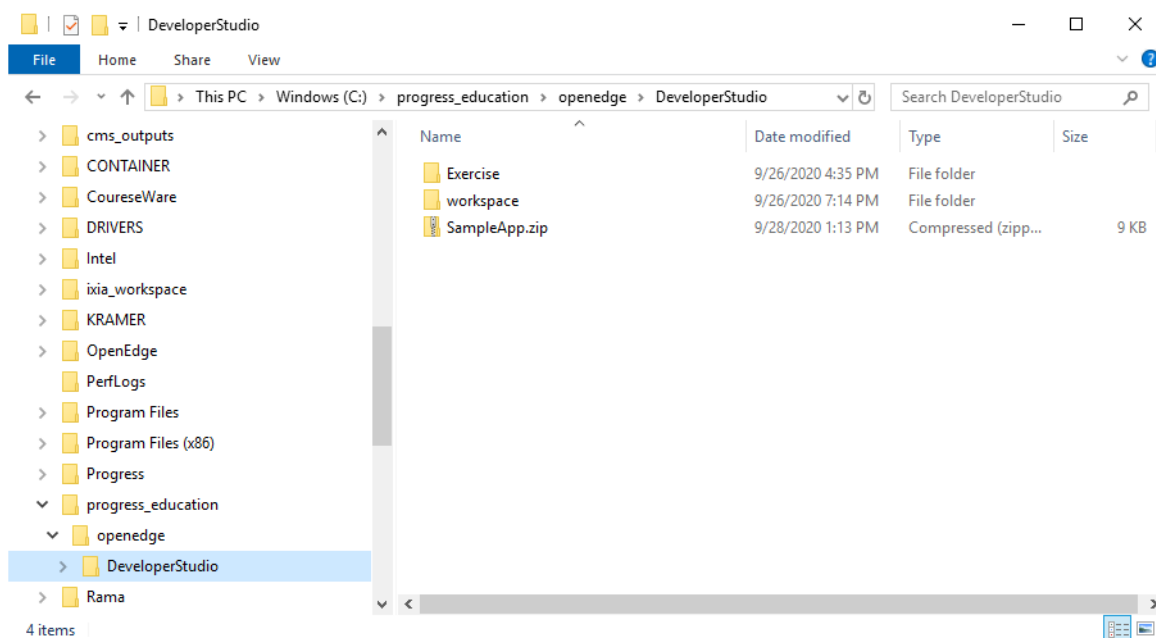 DeveloperStudio
File Home Share View
This PC > Windows (C:) > progress_education > openedge > DeveloperStudio
Search DeveloperStudio
Name Date modified Type Size
cms_outputs
CONTAINER
CoureseWare
DRIVERS
Intel
ixia_workspace
KRAMER
OpenEdge
PerfLogs
Program Files
Program Files (x86)
Progress
progress_education
openedge
DeveloperStudio
Rama
Exercise 9/26/2020 4:35 PM File folder
workspace 9/26/2020 7:14 PM File folder
SampleApp.zip 9/28/2020 1:13 PM Compressed (zipp... 9 KB
4 items